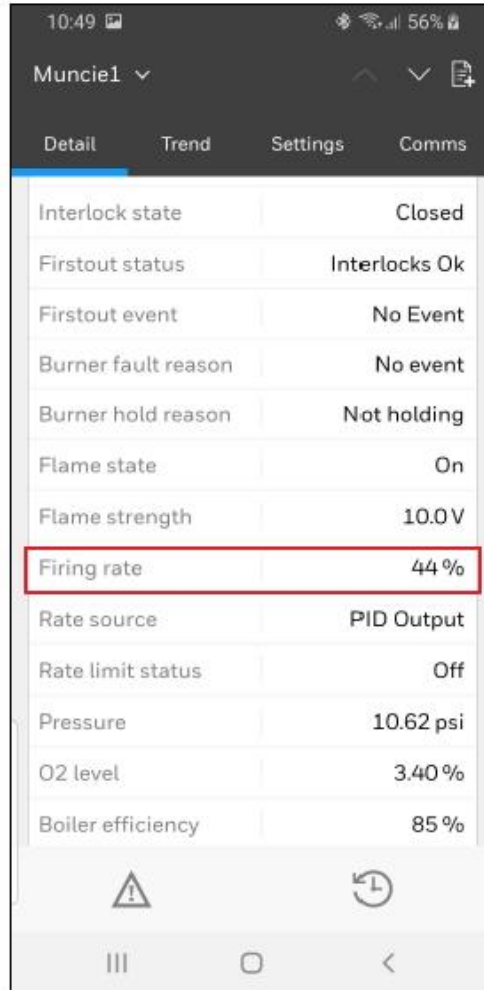 10:49 56%
Muncie1
Detail Trend Settings Comms
Interlock state Closed
Firstout status Interlocks Ok
Firstout event No Event
Burner fault reason No event
Burner hold reason Not holding
Flame state On
Flame strength 10.0 V
Firing rate 44 %
Rate source PID Output
Rate limit status Off
Pressure 10.62 psi
O2 level 3.40 %
Boiler efficiency 85 %